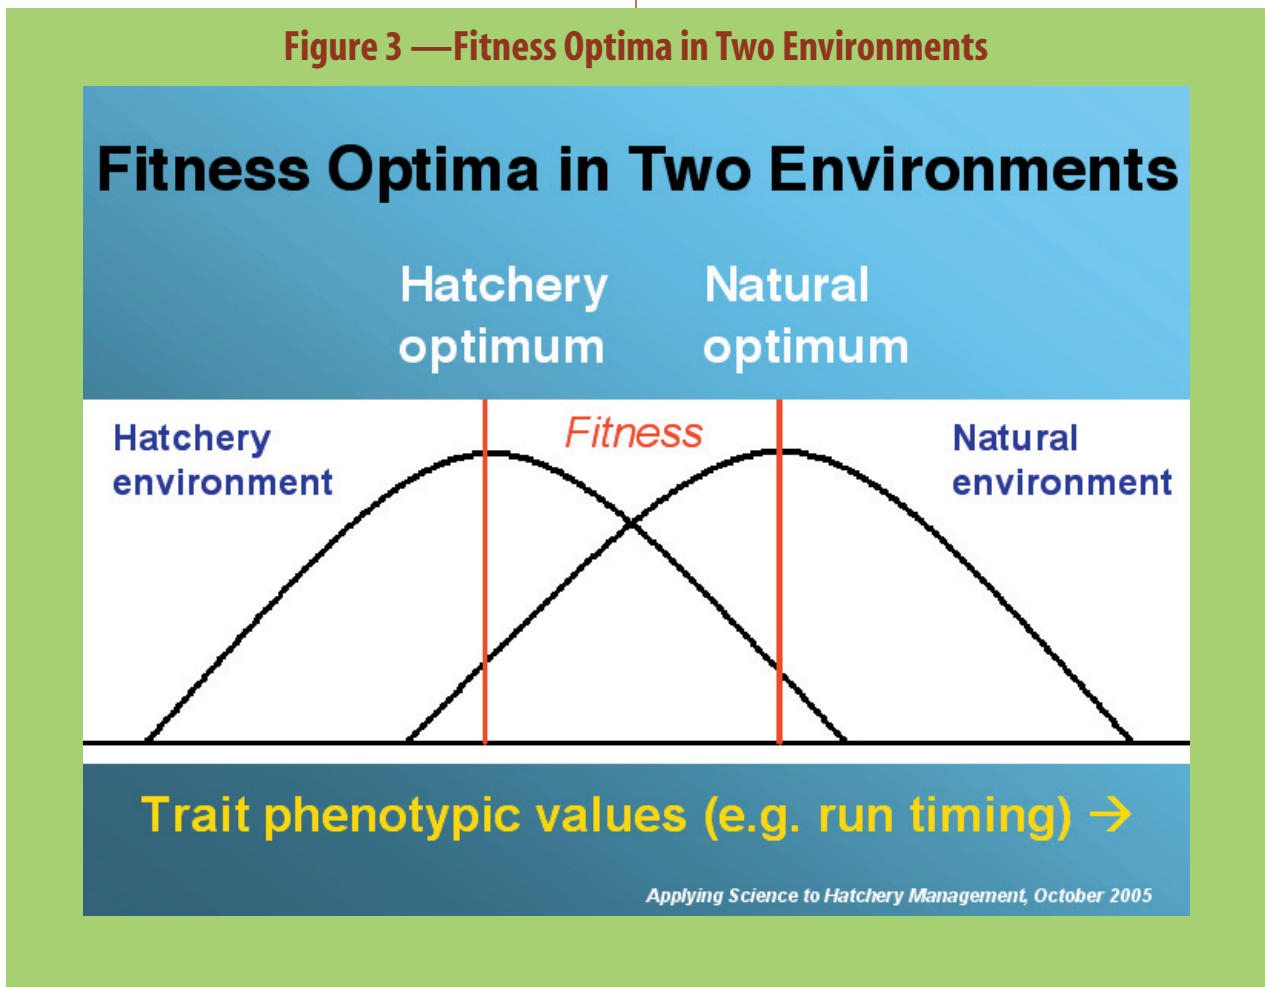 Figure 3 —Fitness Optima in Two Environments
Fitness Optima in Two Environments
Hatchery
optimum
Natural
optimum
Hatchery
environment
Fitness
Natural
environment
Trait phenotypic values (e.g. run timing) →
Applying Science to Hatchery Management, October 2005